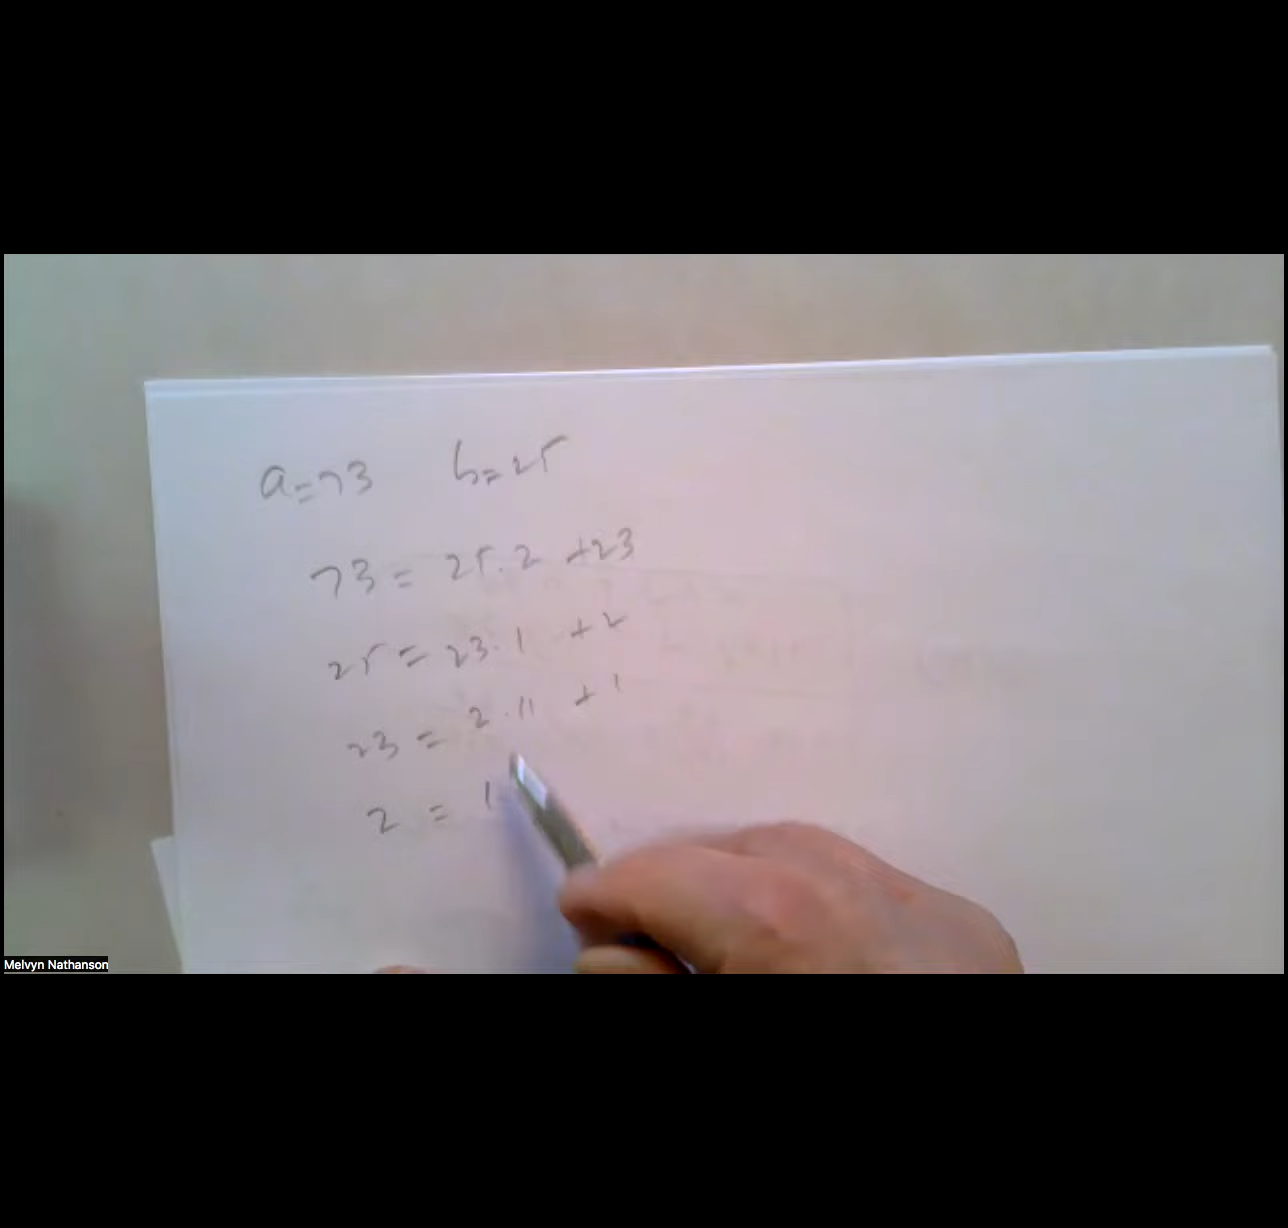 a=73 b=25
73 = 25.2 +23
25 = 23.1 +2
23 = 2.11 +1
2 = 1
Melvyn Nathanson